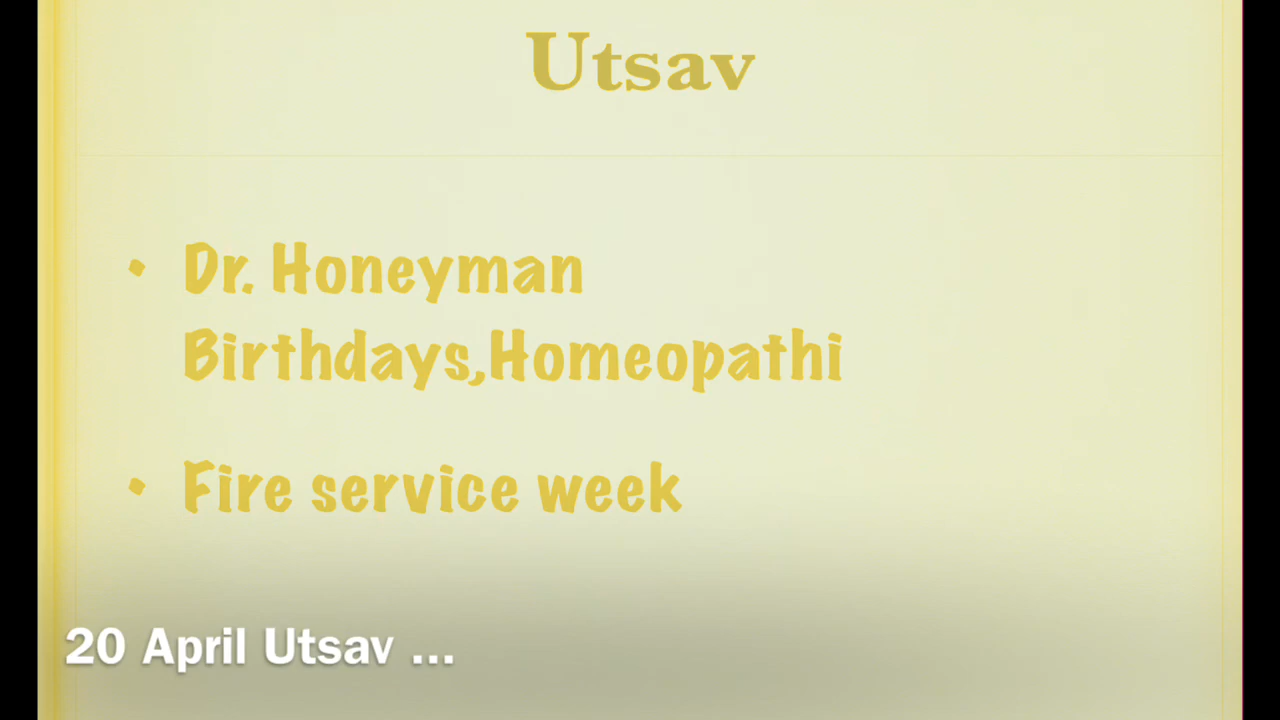 Utsav
• Dr. Honeyman
Birthdays,Homeopathi
• Fire service week
20 April Utsav ...